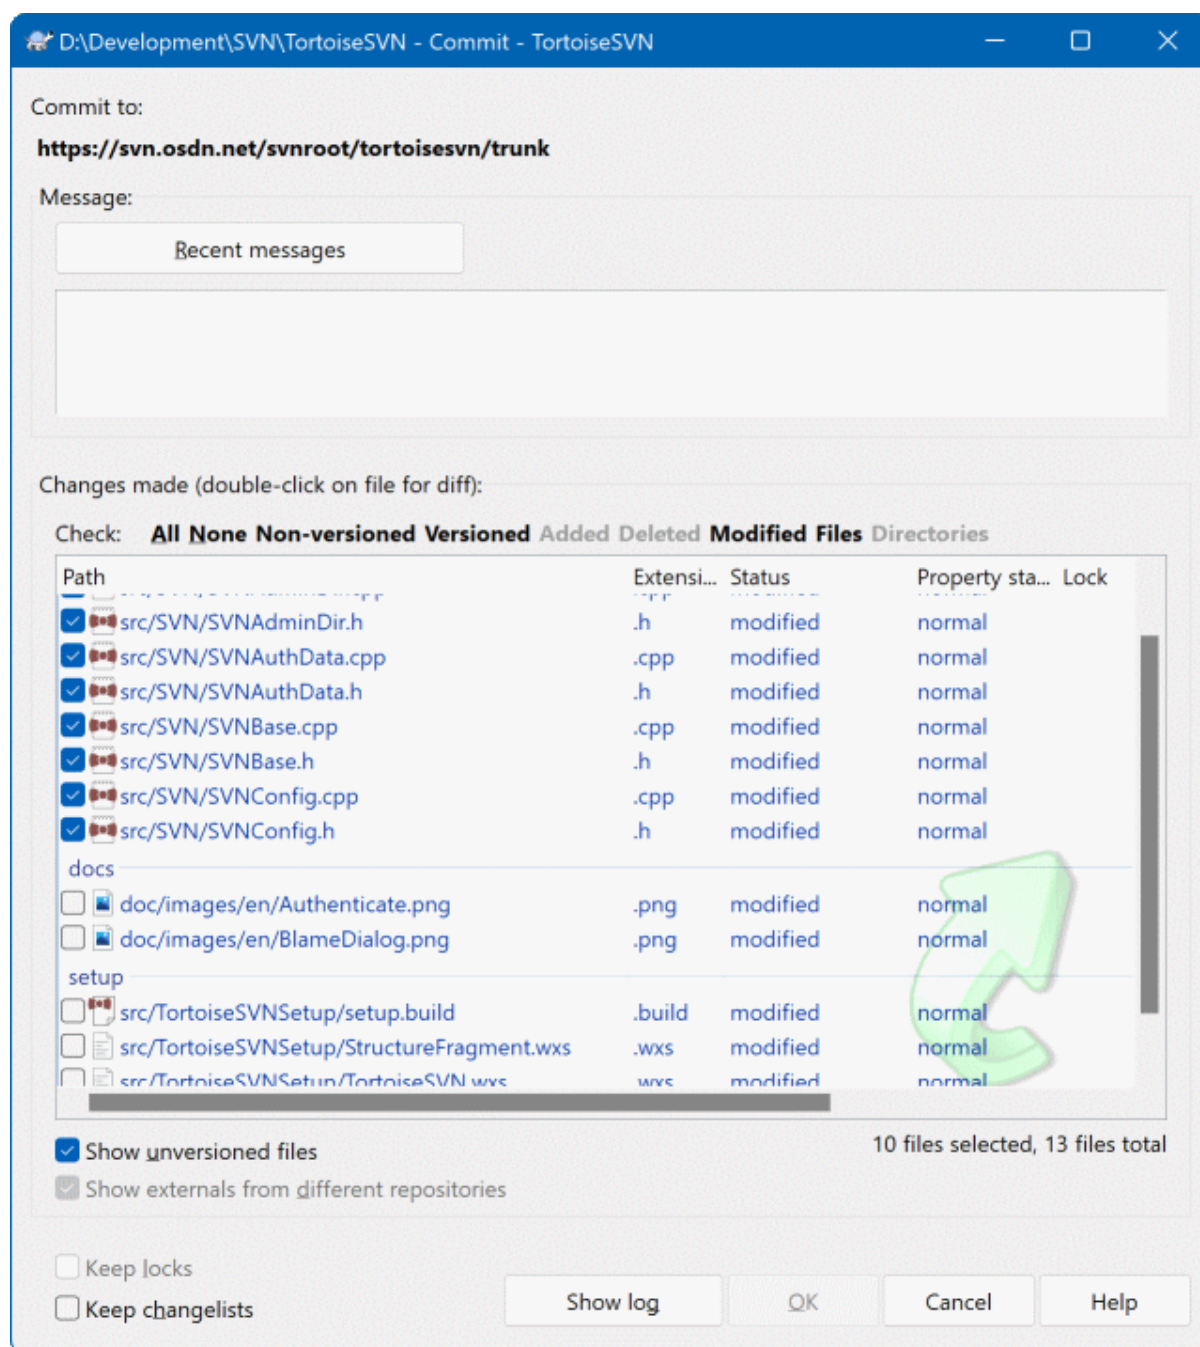 D:\Development\SVN\TortoiseSVN - Commit - TortoiseSVN
Commit to:
https://svn.osdn.net/svnroot/tortoisesvn/trunk
Message:
Recent messages
Changes made (double-click on file for diff):
Check: All None Non-versioned Versioned Added Deleted Modified Files Directories
Path Extensi... Status Property sta... Lock
src/SVN/SVNAdminDir.h .h modified normal
src/SVN/SVNAuthData.cpp .cpp modified normal
src/SVN/SVNAuthData.h .h modified normal
src/SVN/SVNBase.cpp .cpp modified normal
src/SVN/SVNBase.h .h modified normal
src/SVN/SVNConfig.cpp .cpp modified normal
src/SVN/SVNConfig.h .h modified normal
docs
doc/images/en/Authenticate.png .png modified normal
doc/images/en/BlameDialog.png .png modified normal
setup
src/TortoiseSVNSetup/setup.build .build modified normal
src/TortoiseSVNSetup/StructureFragment.wxs .wxs modified normal
src/TortoiseSVNSetup/TortoiseSVN.wxs .wxs modified normal
Show unversioned files
10 files selected, 13 files total
Show externals from different repositories
Keep locks
Keep changelists
Show log
OK
Cancel
Help